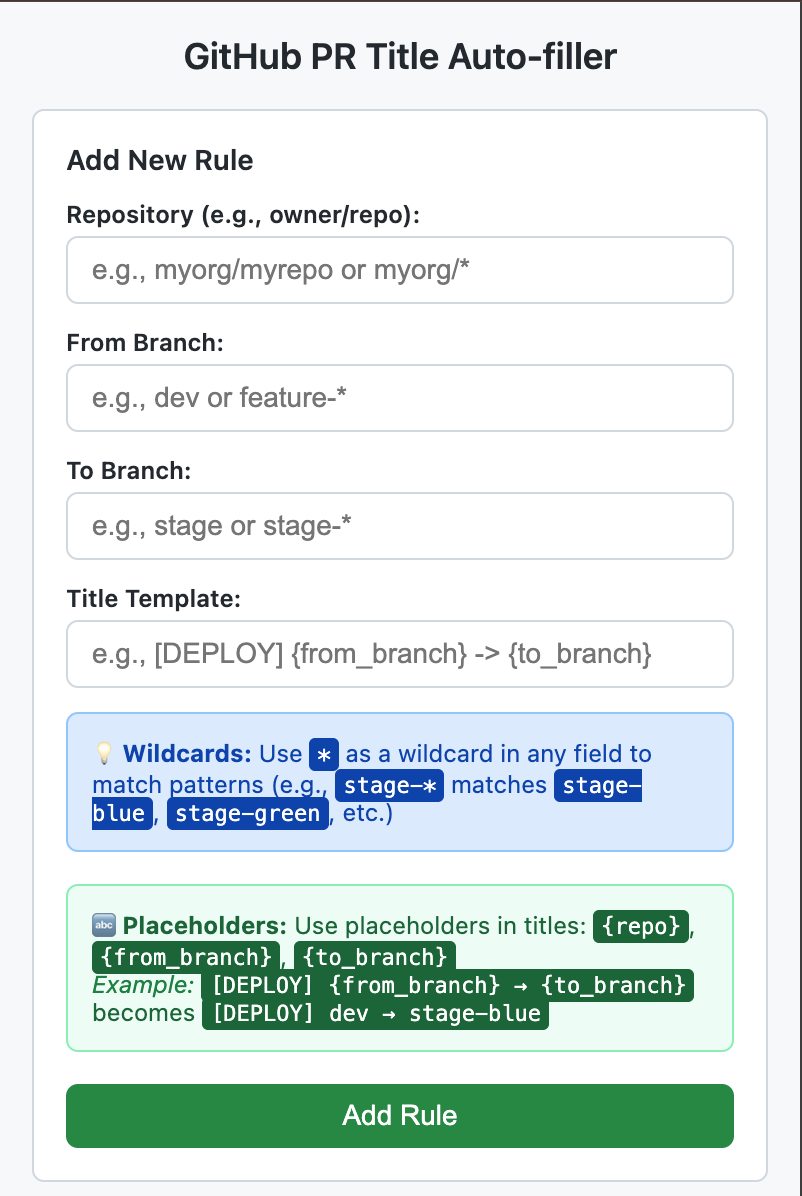 GitHub PR Title Auto-filler
Add New Rule
Repository (e.g., owner/repo):
e.g., myorg/myrepo or myorg/*
From Branch:
e.g., dev or feature-*
To Branch:
e.g., stage or stage-*
Title Template:
e.g., [DEPLOY] {from_branch} -> {to_branch}
💡 Wildcards: Use * as a wildcard in any field to
match patterns (e.g., stage-* matches stage-
blue, stage-green, etc.)
🔤 Placeholders: Use placeholders in titles: {repo},
{from_branch}, {to_branch}
Example: [DEPLOY] {from_branch} → {to_branch}
becomes [DEPLOY] dev → stage-blue
Add Rule